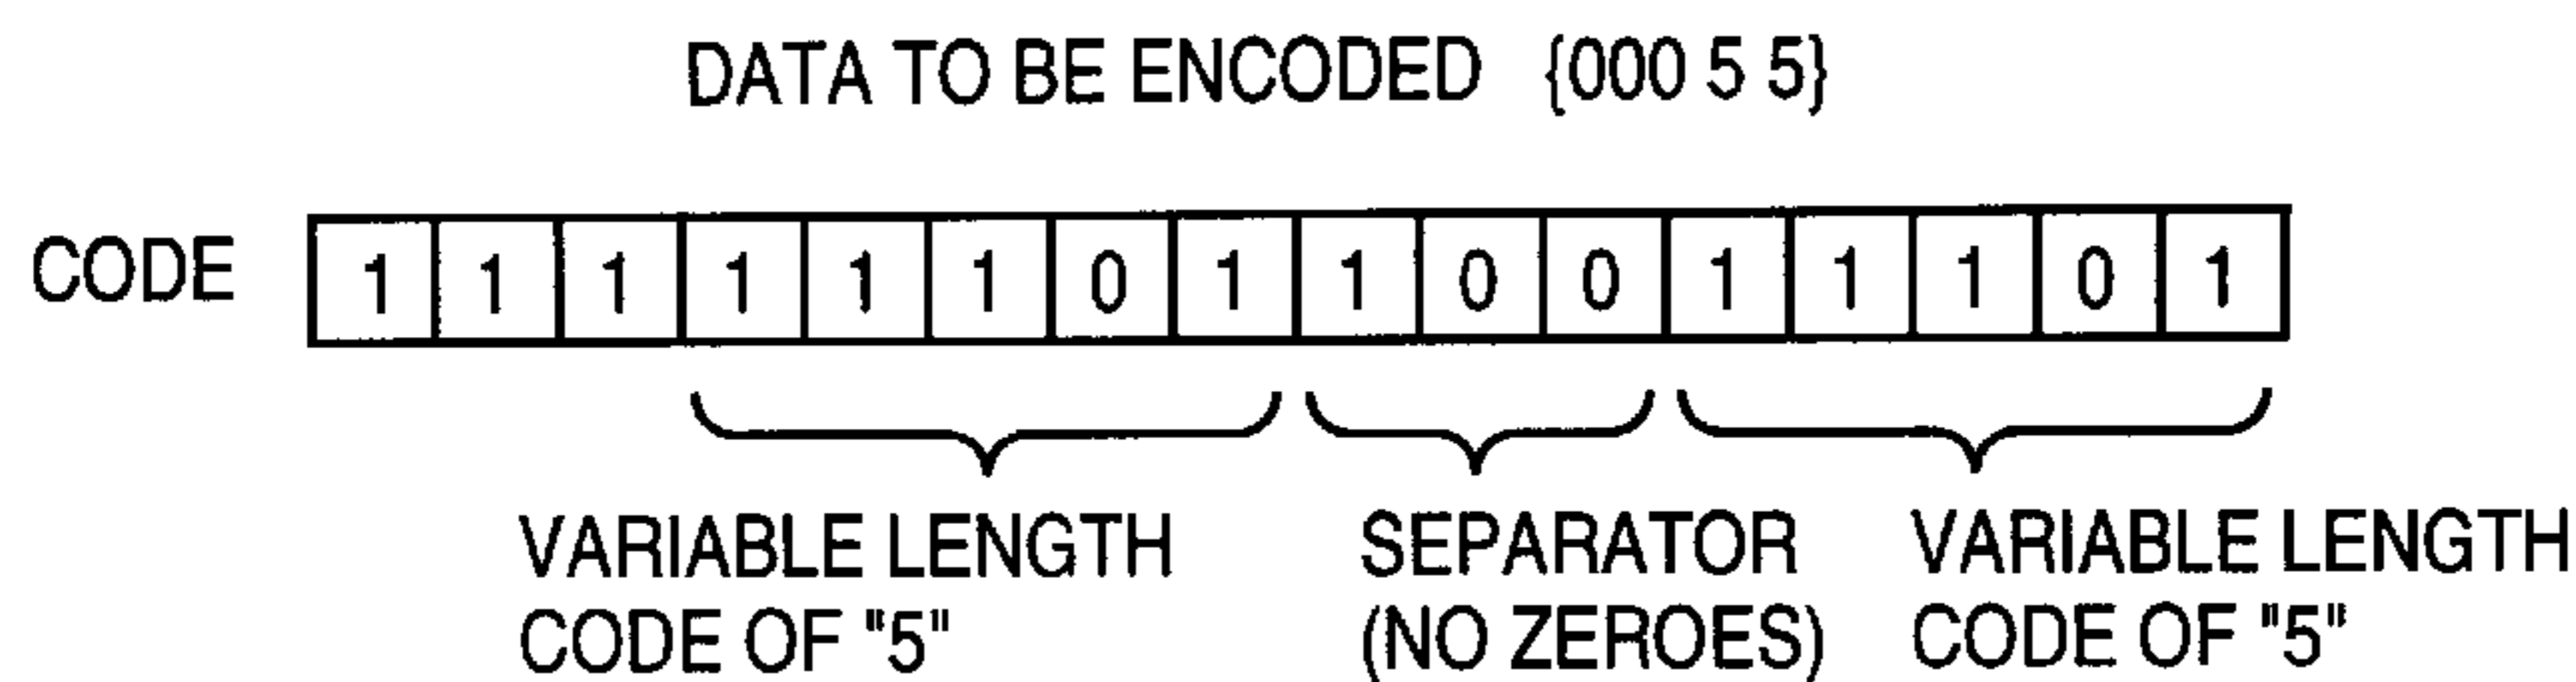 DATA TO BE ENCODED {000 5 5}
CODE 1 1 1 1 1 1 0 1 1 0 0 1 1 1 0 1
VARIABLE LENGTH SEPARATOR VARIABLE LENGTH
CODE OF "5" (NO ZEROES) CODE OF "5"